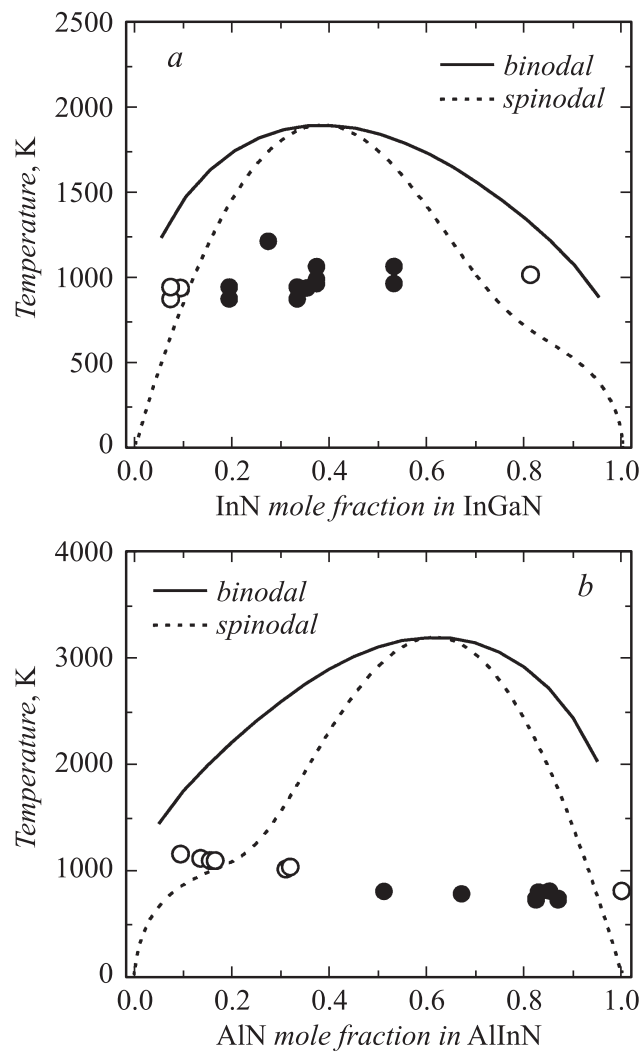 2500
a
binodal
spinodal
2000
1500
1000
500
0
Temperature, K
0.0 0.2 0.4 0.6 0.8 1.0
InN mole fraction in InGaN
4000
binodal
b
spinodal
3000
2000
1000
0
Temperature, K
0.0 0.2 0.4 0.6 0.8 1.0
AlN mole fraction in AlInN